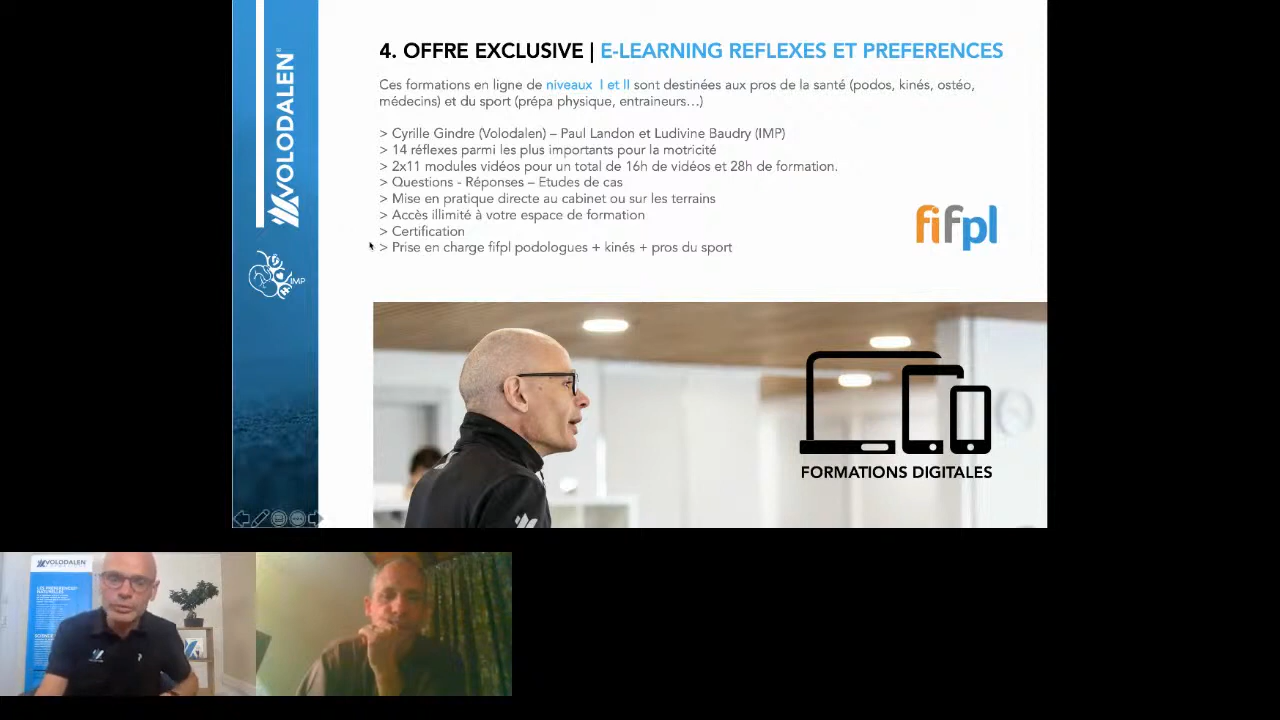 4. OFFRE EXCLUSIVE | E-LEARNING REFLEXES ET PREFERENCES
Ces formations en ligne de niveaux I et II sont destinées aux pros de la santé (podos, kinés, ostéo,
médecins) et du sport (prépa physique, entraineurs…)
> Cyrille Gindre (Volodalen) – Paul Landon et Ludivine Baudry (IMP)
> 14 réflexes parmi les plus importants pour la motricité
> 2x11 modules vidéos pour un total de 16h de vidéos et 28h de formation.
> Questions - Réponses – Etudes de cas
> Mise en pratique directe au cabinet ou sur les terrains
> Accès illimité à votre espace de formation
> Certification
> Prise en charge fifpl podologues + kinés + pros du sport
fifpl
VOLODALEN
IMP
FORMATIONS DIGITALES
VOLODALEN
LES PREFERENCES
NATURELLES